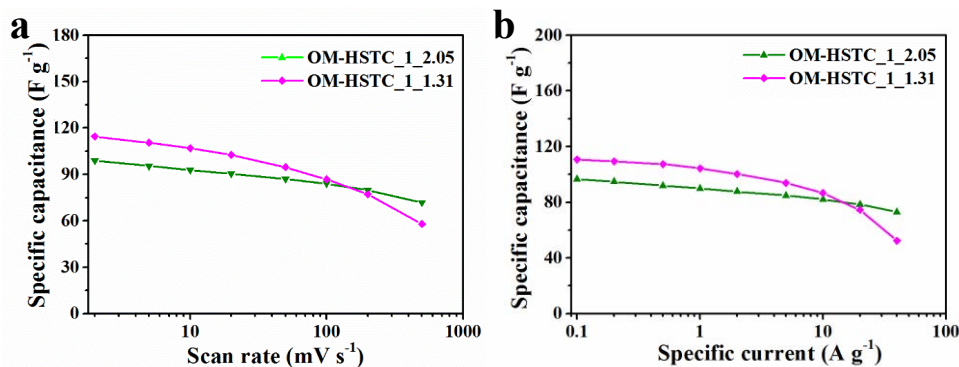 a
180
150
120
90
60
30
0
Specific capacitance (F g⁻¹)
OM-HSTC_1_2.05
OM-HSTC_1_1.31
10
100
1000
Scan rate (mV s⁻¹)
b
200
160
120
80
40
0
Specific capacitance (F g⁻¹)
OM-HSTC_1_2.05
OM-HSTC_1_1.31
0.1
1
10
100
Specific current (A g⁻¹)